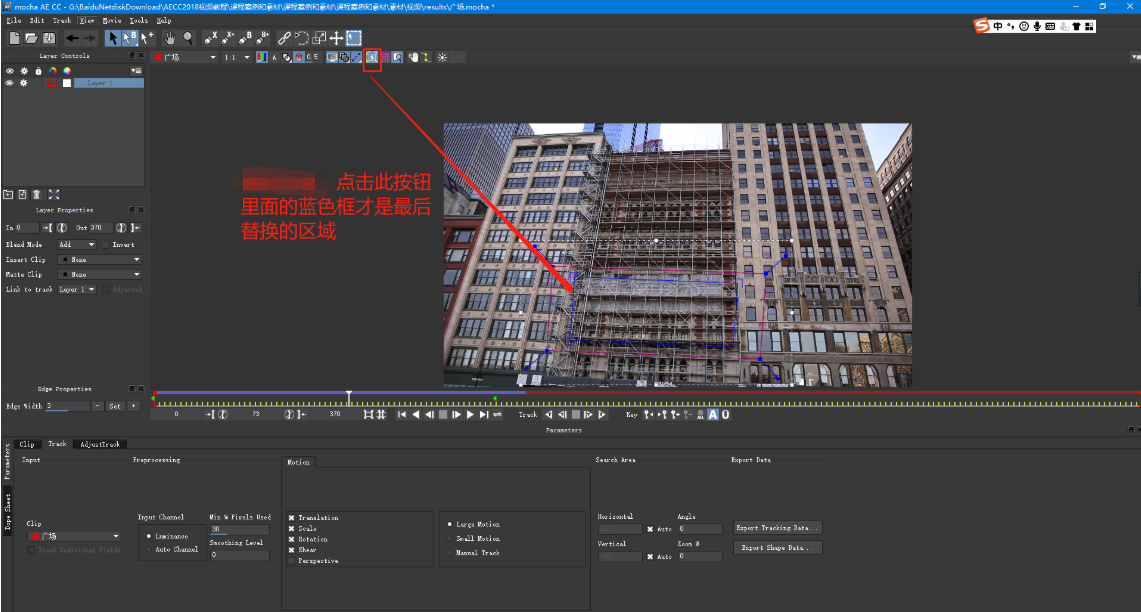 mocha AE CC - G:\BaiduNetdiskDownload\AECC2018视频教程\课程案例和素材\课程案例和素材\课程案例和素材\素材\视频\results\广场.mocha *
File Edit Track View Movie Tools Help
中
Layer Controls
广场 1:1 A 0.5
Layer 1
点击此按钮
里面的蓝色框才是最后
替换的区域
Layer Properties
In 0 Out 370
Blend Mode Add Invert
Insert Clip None
Matte Clip None
Link to track Layer 1 Adjusted
Edge Properties
Edge Width 3 - Set +
0 73 370 Track Key A
Parameters
Clip Track AdjustTrack
Parameters
Dope Sheet
Input Preprocessing Motion Search Area Export Data
Clip
广场
Track Individual Fields
Input Channel Min % Pixels Used
Luminance 30
Auto Channel Smoothing Level
0
Translation
Scale
Rotation
Shear
Perspective
Large Motion
Small Motion
Manual Track
Horizontal Angle
Auto 0
Vertical Zoom %
Auto 0
Export Tracking Data...
Export Shape Data...